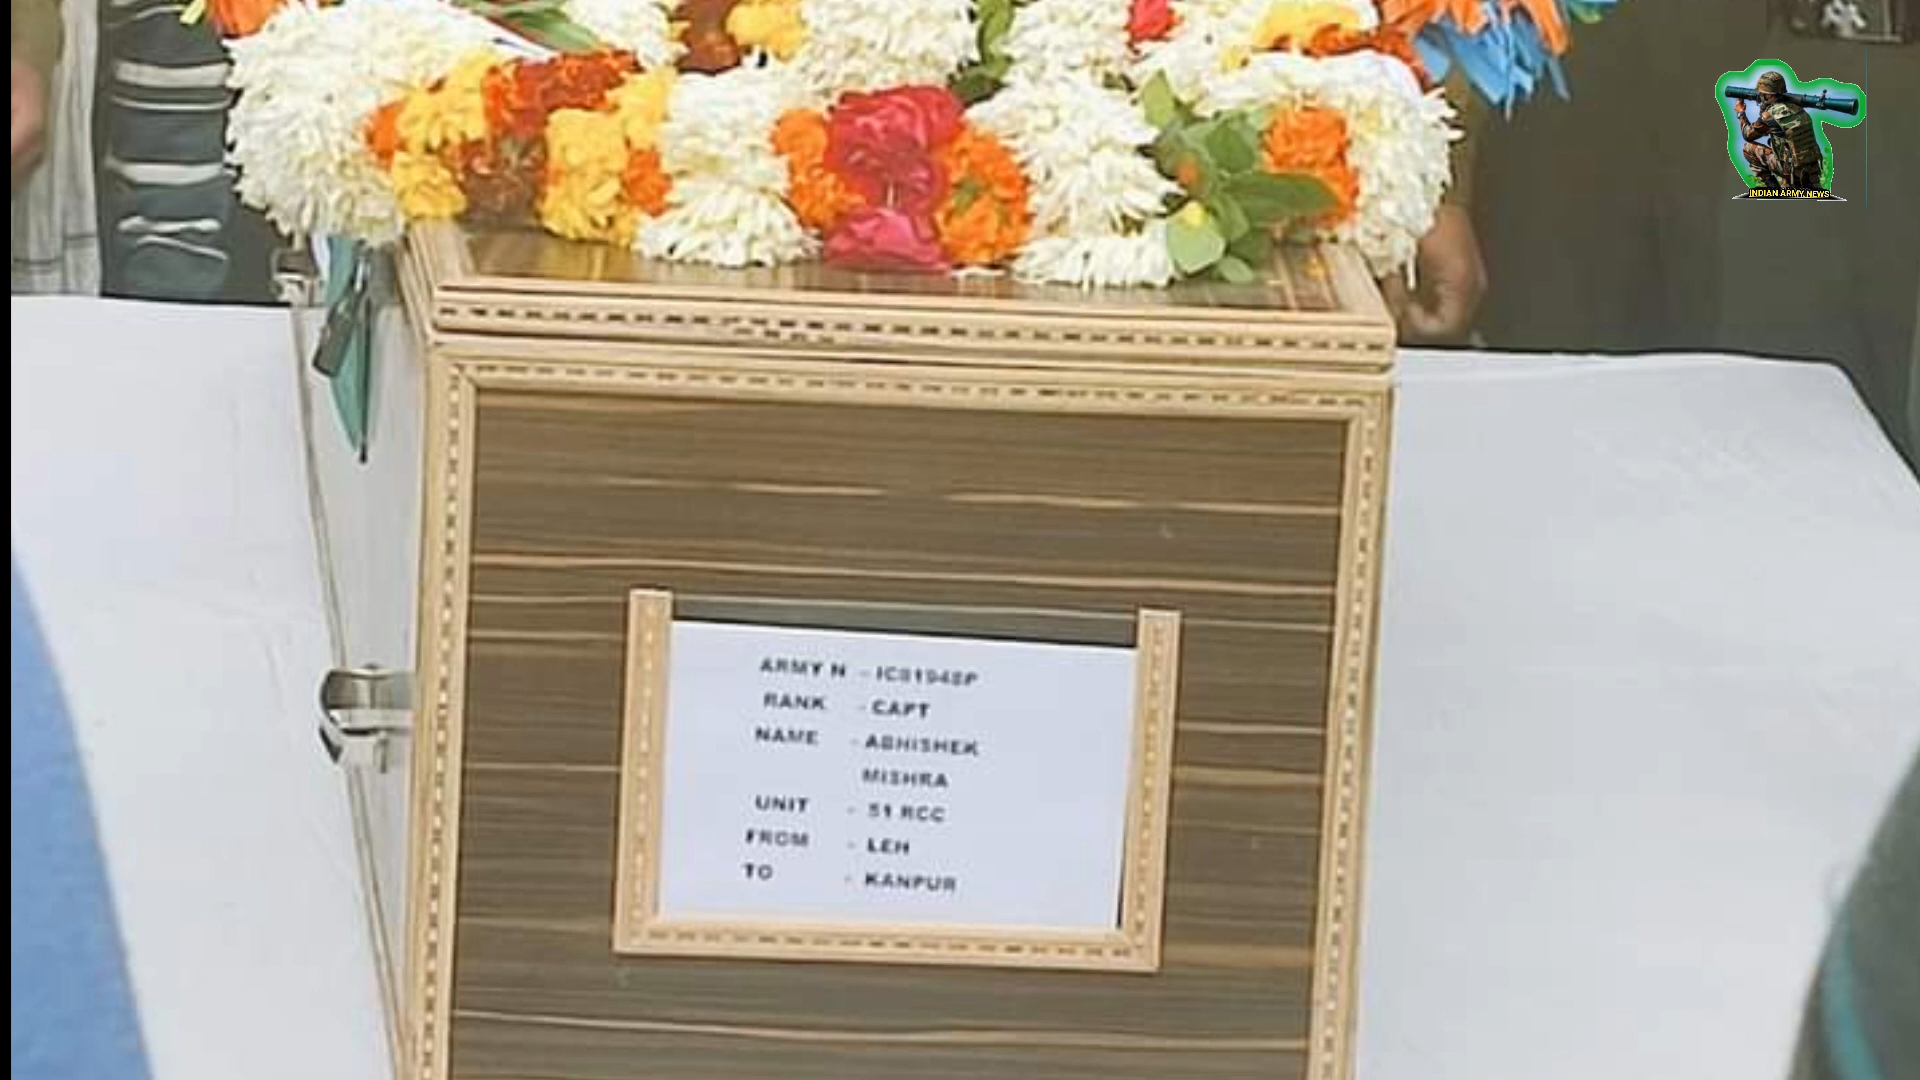 INDIAN ARMY NEWS
ARMY N - IC81948P
RANK - CAPT
NAME - ABHISHEK
MISHRA
UNIT - 51 RCC
FROM - LEH
TO - KANPUR